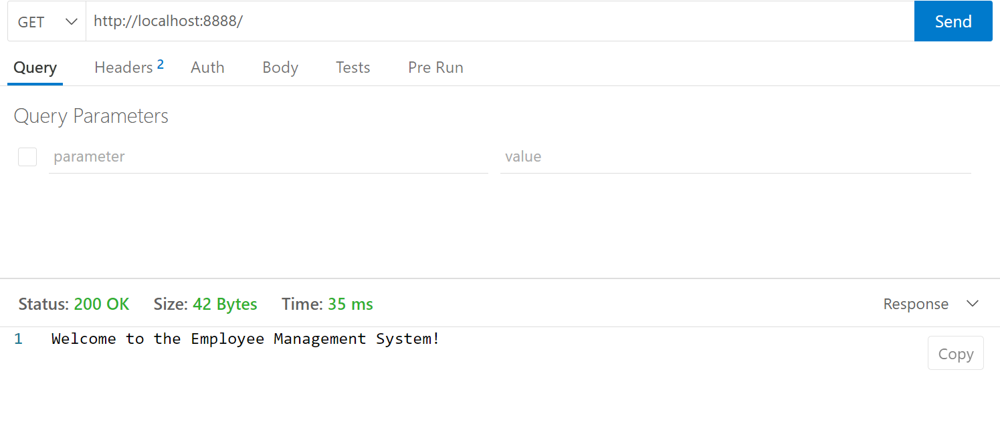 GET http://localhost:8888/ Send
Query Headers 2 Auth Body Tests Pre Run
Query Parameters
parameter value
Status: 200 OK Size: 42 Bytes Time: 35 ms Response
1 Welcome to the Employee Management System!
Copy